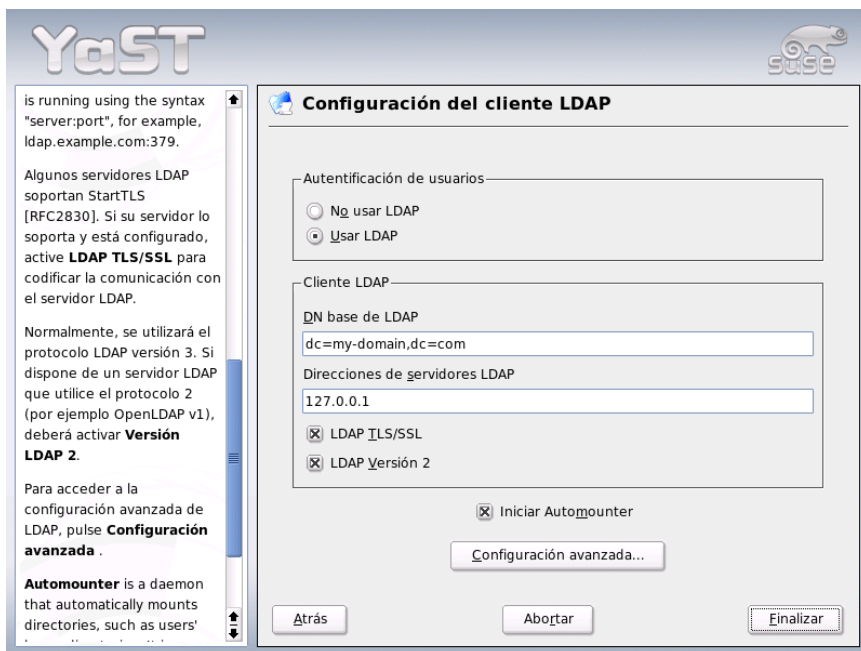 YaST
SUSE
is running using the syntax
"server:port", for example,
ldap.example.com:379.
Algunos servidores LDAP
soportan StartTLS
[RFC2830]. Si su servidor lo
soporta y está configurado,
active LDAP TLS/SSL para
codificar la comunicación con
el servidor LDAP.
Normalmente, se utilizará el
protocolo LDAP versión 3. Si
dispone de un servidor LDAP
que utilice el protocolo 2
(por ejemplo OpenLDAP v1),
deberá activar Versión
LDAP 2.
Para acceder a la
configuración avanzada de
LDAP, pulse Configuración
avanzada .
Automounter is a daemon
that automatically mounts
directories, such as users'
Configuración del cliente LDAP
Autentificación de usuarios
No usar LDAP
Usar LDAP
Cliente LDAP
DN base de LDAP
dc=my-domain,dc=com
Direcciones de servidores LDAP
127.0.0.1
LDAP TLS/SSL
LDAP Versión 2
Iniciar Automounter
Configuración avanzada...
Atrás
Abortar
Finalizar